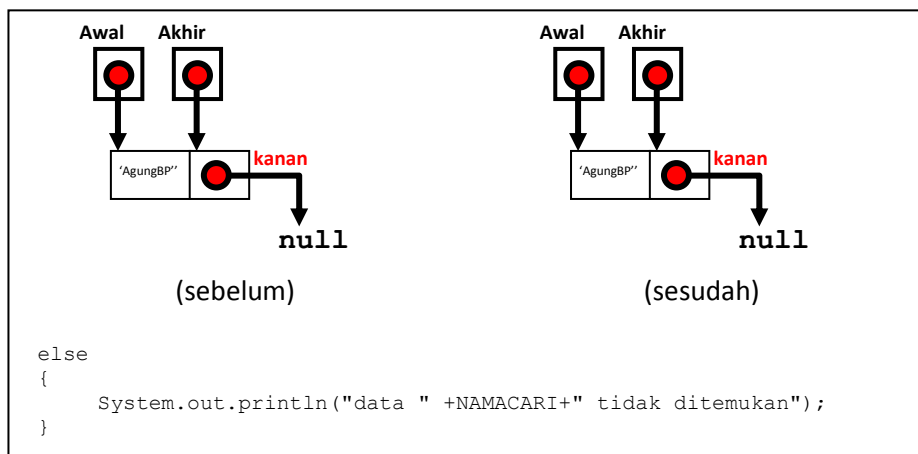 Awal Akhir
'AgungBP''
kanan
null
(sebelum)
Awal Akhir
'AgungBP''
kanan
null
(sesudah)
else
{
System.out.println("data " +NAMACARI+" tidak ditemukan");
}